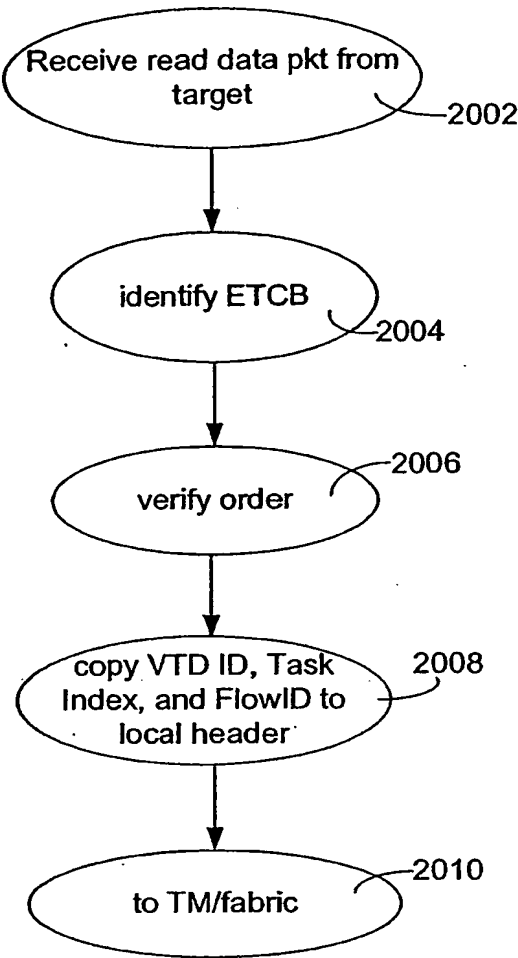 Receive read data pkt from
target
2002
identify ETCB
2004
2006
verify order
copy VTD ID, Task
Index, and FlowID to
local header
2008
to TM/fabric
2010